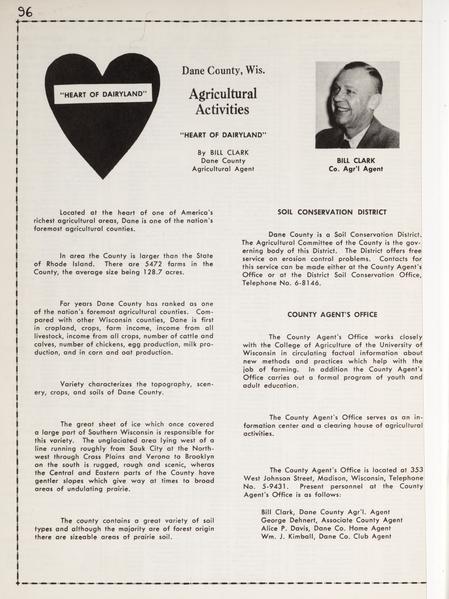 96
"HEART OF DAIRYLAND"
Dane County, Wis.
Agricultural
Activities
"HEART OF DAIRYLAND"
By BILL CLARK
Dane County
Agricultural Agent
BILL CLARK
Co. Agr'l Agent
Located at the heart of one of America's
richest agricultural areas, Dane is one of the nation's
foremost agricultural counties.
In area the County is larger than the State
of Rhode Island. There are 5472 farms in the
County, the average size being 128.7 acres.
For years Dane County has ranked as one
of the nation's foremost agricultural counties. Com-
pared with other Wisconsin counties, Dane is first
in cropland, crops, farm income, income from all
livestock, income from all crops, number of cattle and
calves, number of chickens, egg production, milk pro-
duction, and in corn and oat production.
Variety characterizes the topography, scen-
ery, crops, and soils of Dane County.
The great sheet of ice which once covered
a large part of Southern Wisconsin is responsible for
this variety. The unglaciated area lying west of a
line running roughly from Sauk City at the North-
west through Cross Plains and Verona to Brooklyn
on the south is rugged, rough and scenic, wheras
the Central and Eastern parts of the County have
gentler slopes which give way at times to broad
areas of undulating prairie.
The county contains a great variety of soil
types and although the majority are of forest origin
there are sizeable areas of prairie soil.
SOIL CONSERVATION DISTRICT
Dane County is a Soil Conservation District.
The Agricultural Committee of the County is the gov-
erning body of this District. The District offers free
service on erosion control problems. Contacts for
this service can be made either at the County Agent's
Office or at the District Soil Conservation Office,
Telephone No. 6-8146.
COUNTY AGENT'S OFFICE
The County Agent's Office works closely
with the College of Agriculture of the University of
Wisconsin in circulating factual information about
new methods and practices which help with the
job of farming. In addition the County Agent's
Office carries out a formal program of youth and
adult education.
The County Agent's Office serves as an in-
formation center and a clearing house of agricultural
activities.
The County Agent's Office is located at 353
West Johnson Street, Madison, Wisconsin, Telephone
No. 5-9431. Present personnel at the County
Agent's Office is as follows:
Bill Clark, Dane County Agr'l. Agent
George Dehnert, Associate County Agent
Alice P. Davis, Dane Co. Home Agent
Wm. J. Kimball, Dane Co. Club Agent